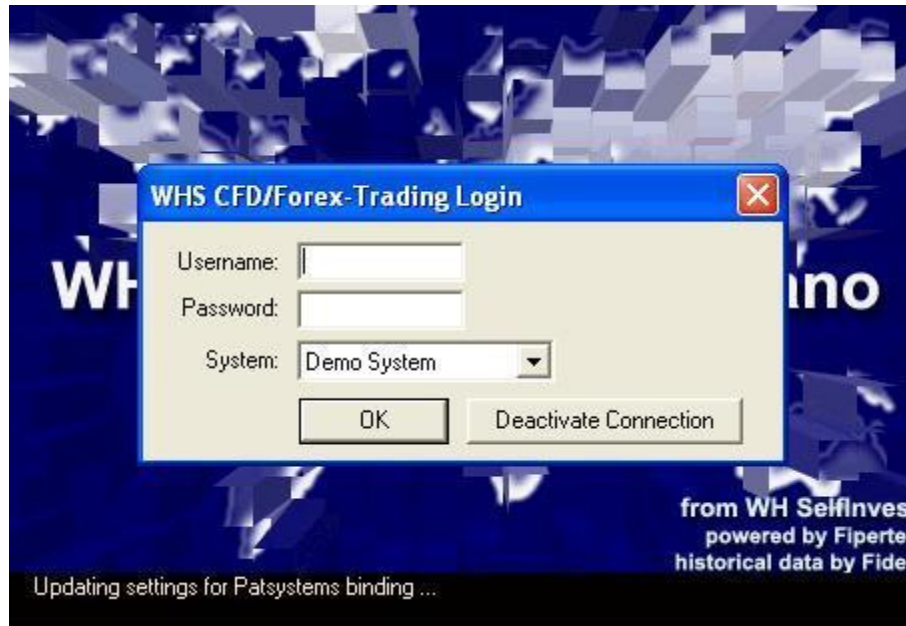 WHS CFD/Forex-Trading Login
Username:
Password:
System: Demo System
OK Deactivate Connection
WH ano
from WH SelfInves
powered by Fiperte
historical data by Fide
Updating settings for Patsystems binding ...